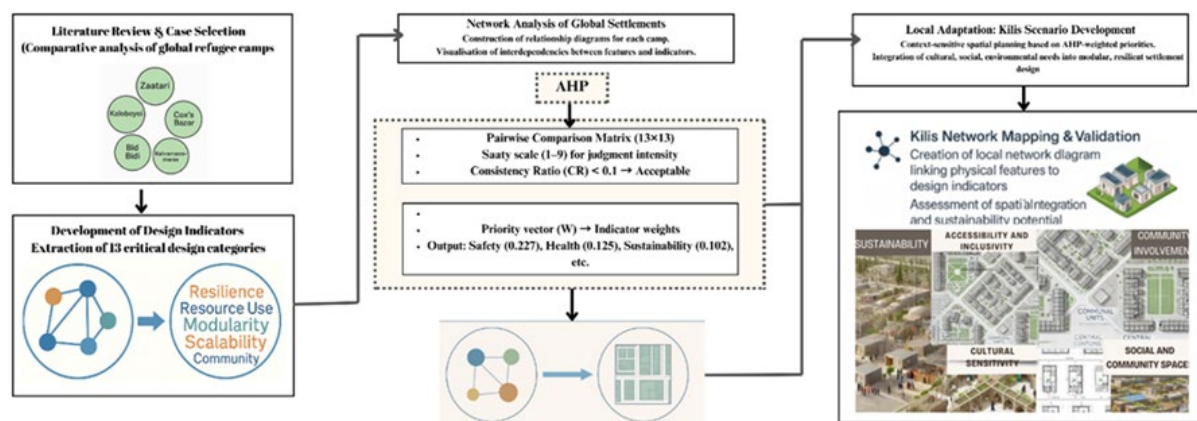 Literature Review & Case Selection
(Comparative analysis of global refugee camps
Zaatari
Kaloboyo
Cox's
Bazar
Bid
Bidi
Development of Design Indicators
Extraction of 13 critical design categories
Resilience
Resource Use
Modularity
Scalability
Community
Network Analysis of Global Settlements
Construction of relationship diagrams for each camp.
Visualisation of interdependencies between features and indicators.
AHP
• Pairwise Comparison Matrix (13×13)
• Saaty scale (1–9) for judgment intensity
• Consistency Ratio (CR) < 0.1 → Acceptable
•
• Priority vector (W) → Indicator weights
• Output: Safety (0.227), Health (0.125), Sustainability (0.102),
etc.
Local Adaptation: Kilis Scenario Development
Context-sensitive spatial planning based on AHP-weighted priorities.
Integration of cultural, social, environmental needs into modular, resilient settlement
design
Kilis Network Mapping & Validation
Creation of local network diagram
linking physical features to
design indicators
Assessment of spatial integration
and sustainability potential
SUSTAINABILITY
ACCESSIBILITY AND
INCLUSIVITY
COMMUNITY
INVOLVEMENT
COMMUNAL
UNITS
CENTRAL
CENTRAL
CULTURAL
SENSITIVITY
SOCIAL AND
COMMUNITY SPACES